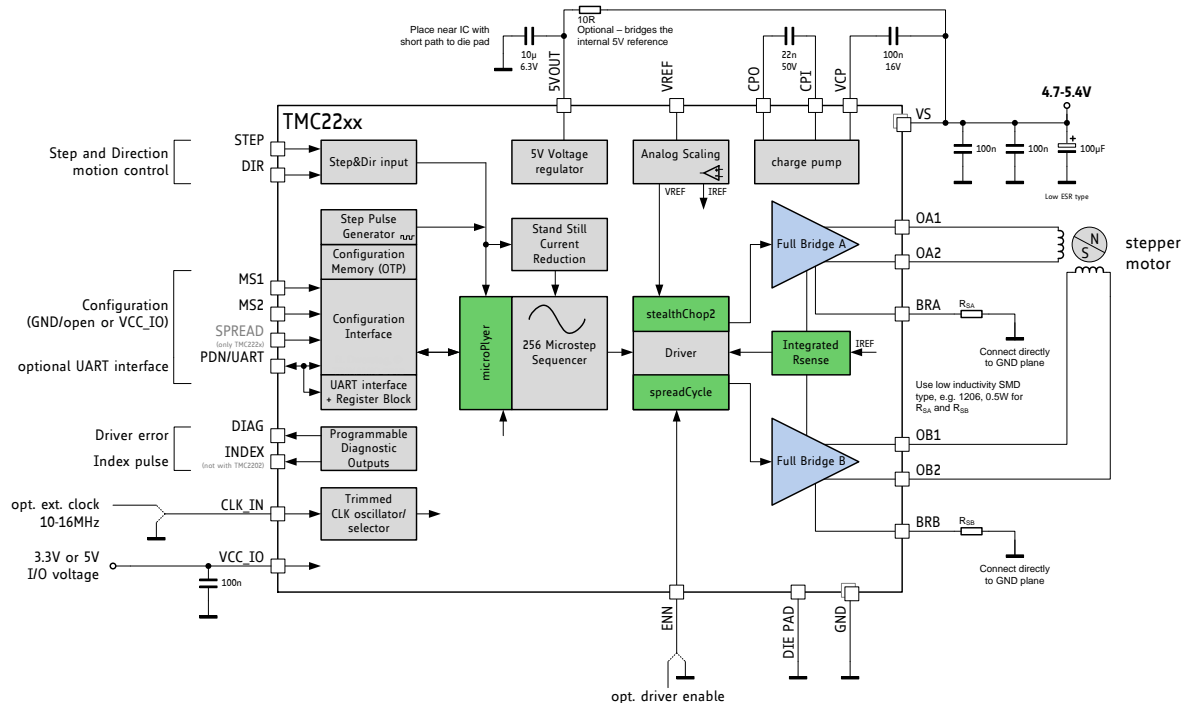 Place near IC with
short path to die pad
10µ
6.3V
5VOUT
10R
Optional – bridges the
internal 5V reference
VREF
CPO
22n
50V
CPI
VCP
100n
16V
4.7-5.4V
VS
100n
100n
+
100µF
Low ESR type
TMC22xx
Step and Direction
motion control
STEP
DIR
Step&Dir input
5V Voltage
regulator
Analog Scaling
VREF
IREF
charge pump
Step Pulse
Generator
Configuration
Memory (OTP)
Configuration
Interface
UART interface
+ Register Block
Stand Still
Current
Reduction
Full Bridge A
OA1
OA2
N
S
stepper
motor
BRA
RSA
Connect directly
to GND plane
Configuration
(GND/open or VCC_IO)
optional UART interface
MS1
MS2
SPREAD
(only TMC222x)
PDN/UART
microPlyer
256 Microstep
Sequencer
stealthChop2
Driver
spreadCycle
Integrated
Rsense
IREF
Use low inductivity SMD
type, e.g. 1206, 0.5W for
RSA and RSB
Driver error
Index pulse
DIAG
INDEX
(not with TMC2202)
Programmable
Diagnostic
Outputs
Full Bridge B
OB1
OB2
opt. ext. clock
10-16MHz
CLK_IN
Trimmed
CLK oscillator/
selector
BRB
RSB
Connect directly
to GND plane
3.3V or 5V
I/O voltage
VCC_IO
100n
ENN
DIE PAD
GND
opt. driver enable